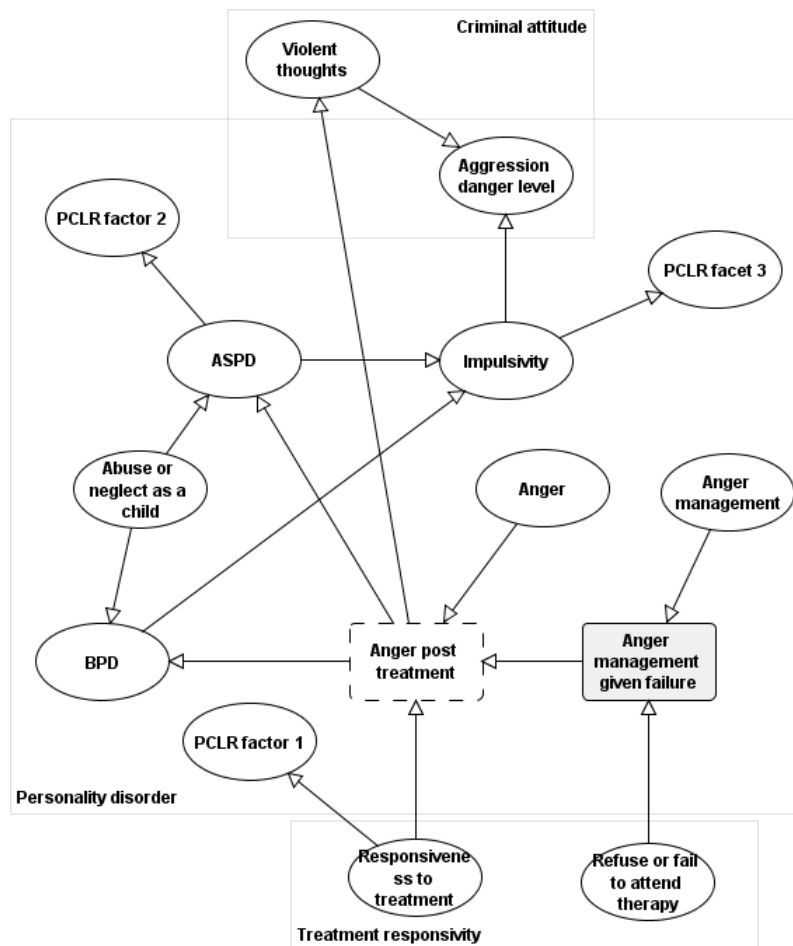 Criminal attitude
Violent
thoughts
Aggression
danger level
PCLR factor 2
PCLR facet 3
ASPD
Impulsivity
Abuse or
neglect as a
child
Anger
Anger
management
BPD
Anger post
treatment
Anger
management
given failure
PCLR factor 1
Personality disorder
Responsivene
ss to
treatment
Refuse or fail
to attend
therapy
Treatment responsivity